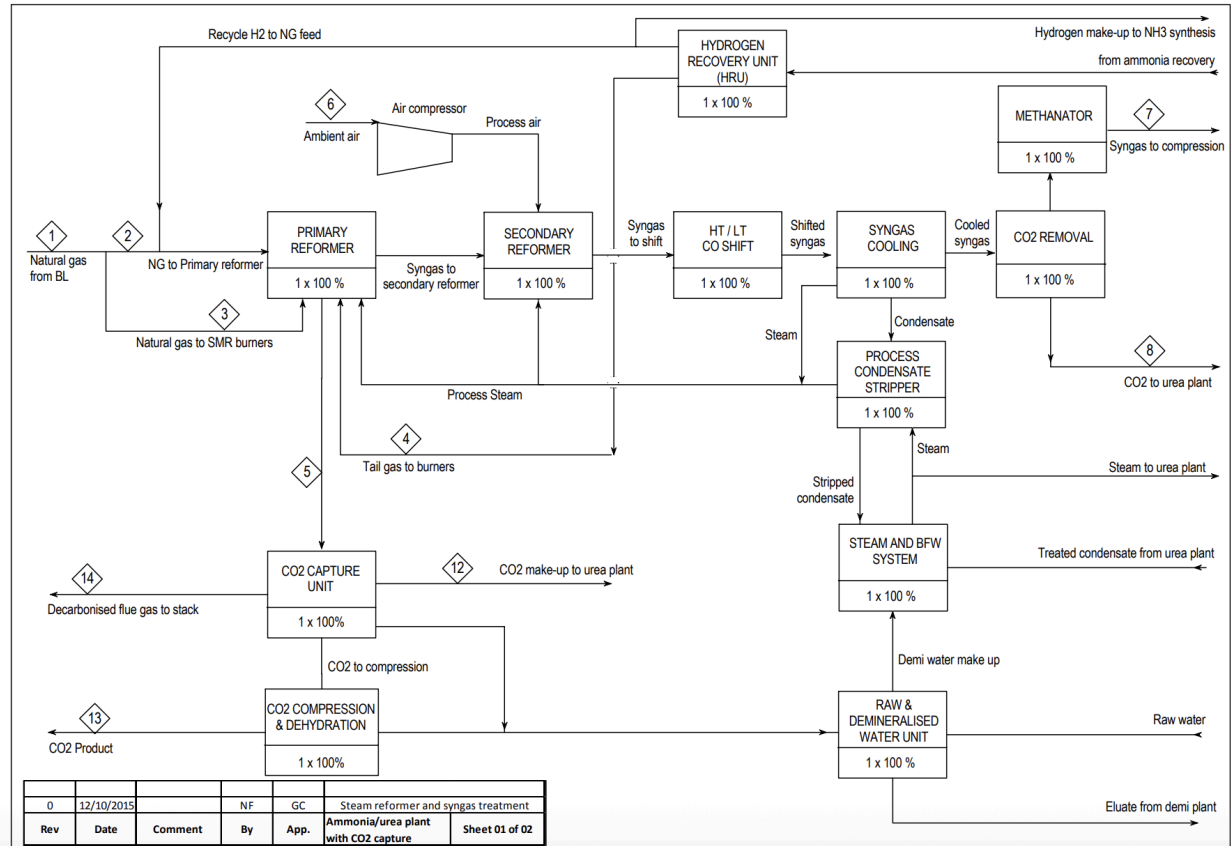 Recycle H2 to NG feed
HYDROGEN
RECOVERY UNIT
(HRU)
1 x 100 %
Hydrogen make-up to NH3 synthesis
from ammonia recovery
6
Ambient air
Air compressor
Process air
METHANATOR
1 x 100 %
7
Syngas to compression
1
Natural gas
from BL
2
NG to Primary reformer
PRIMARY
REFORMER
1 x 100 %
Syngas to
secondary reformer
SECONDARY
REFORMER
1 x 100 %
Syngas
to shift
HT / LT
CO SHIFT
1 x 100 %
Shifted
syngas
SYNGAS
COOLING
1 x 100 %
Cooled
syngas
CO2 REMOVAL
1 x 100 %
3
Natural gas to SMR burners
Steam
Condensate
PROCESS
CONDENSATE
STRIPPER
1 x 100 %
8
CO2 to urea plant
Process Steam
4
Tail gas to burners
5
Steam
Steam to urea plant
Stripped
condensate
STEAM AND BFW
SYSTEM
1 x 100 %
Treated condensate from urea plant
CO2 CAPTURE
UNIT
1 x 100%
12
CO2 make-up to urea plant
14
Decarbonised flue gas to stack
CO2 to compression
Demi water make up
13
CO2 Product
CO2 COMPRESSION
& DEHYDRATION
1 x 100%
RAW &
DEMINERALISED
WATER UNIT
1 x 100 %
Raw water
Eluate from demi plant
0 12/10/2015 NF GC Steam reformer and syngas treatment
Rev Date Comment By App. Ammonia/urea plant
with CO2 capture Sheet 01 of 02